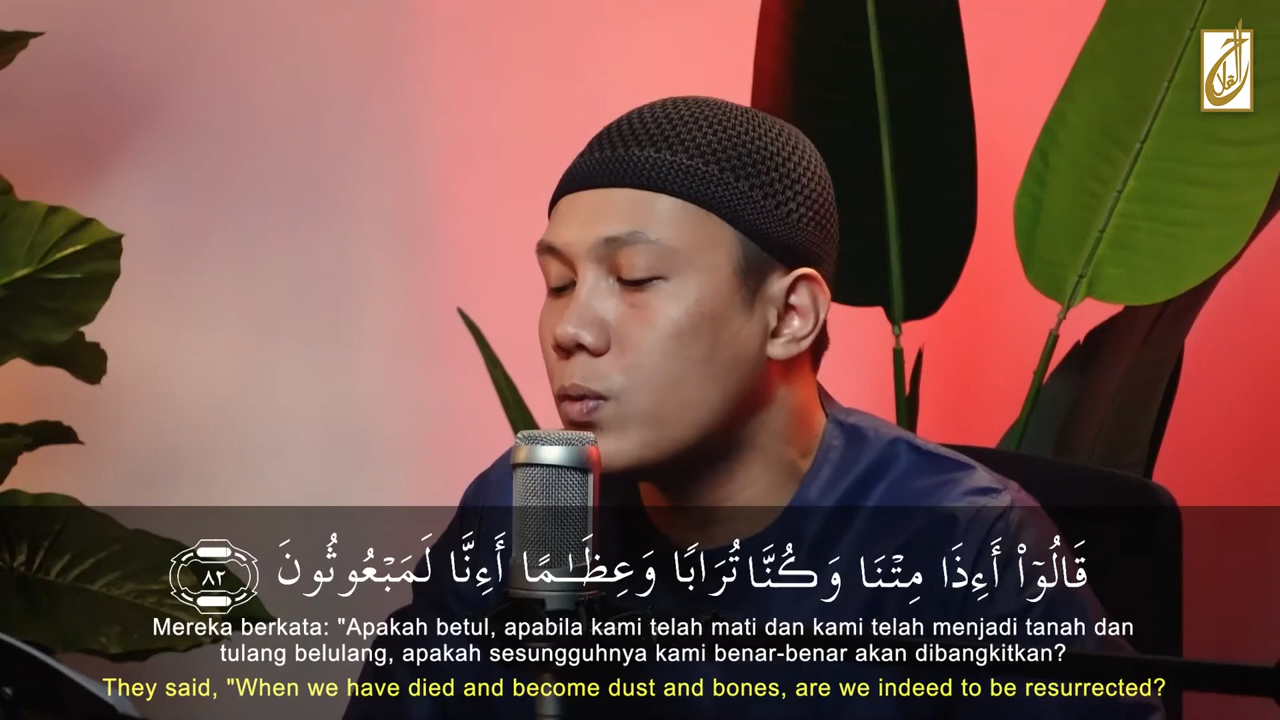 العلا
قَالُوٓا۟ أَءِذَا مِتْنَا وَكُنَّا تُرَابًا وَعِظَـٰمًا أَءِنَّا لَمَبْعُوثُونَ ٨٢
Mereka berkata: "Apakah betul, apabila kami telah mati dan kami telah menjadi tanah dan
tulang belulang, apakah sesungguhnya kami benar-benar akan dibangkitkan?
They said, "When we have died and become dust and bones, are we indeed to be resurrected?